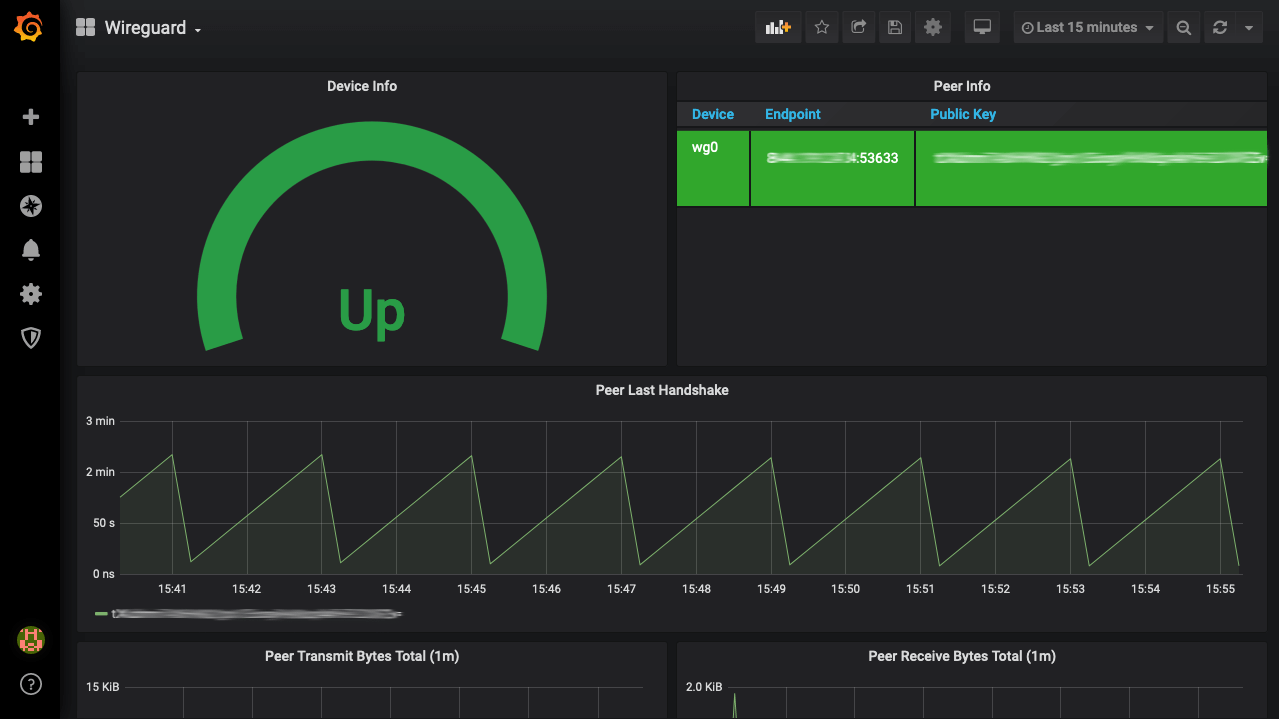 Wireguard
Last 15 minutes
Device Info
Up
Peer Info
Device Endpoint Public Key
wg0 :53633
Peer Last Handshake
3 min
2 min
50 s
0 ns
15:41 15:42 15:43 15:44 15:45 15:46 15:47 15:48 15:49 15:50 15:51 15:52 15:53 15:54 15:55
Peer Transmit Bytes Total (1m)
15 KiB
Peer Receive Bytes Total (1m)
2.0 KiB